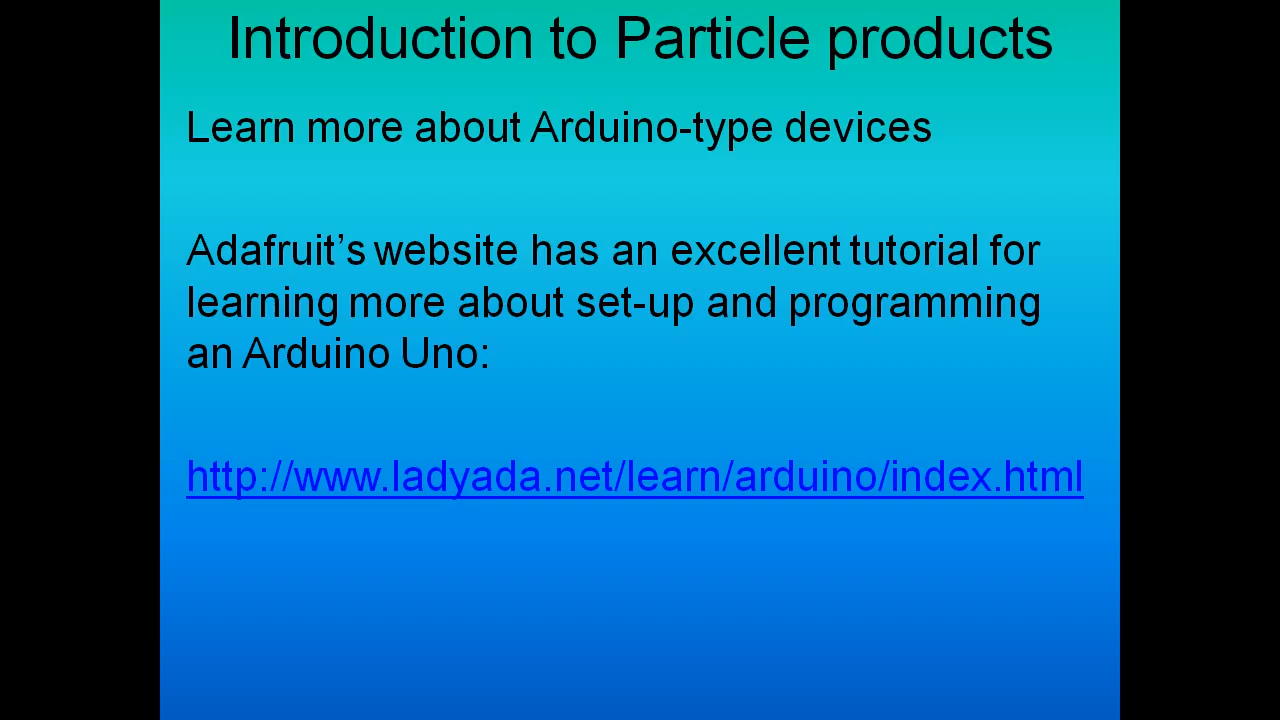 Introduction to Particle products
Learn more about Arduino-type devices
Adafruit’s website has an excellent tutorial for
learning more about set-up and programming
an Arduino Uno:
http://www.ladyada.net/learn/arduino/index.html